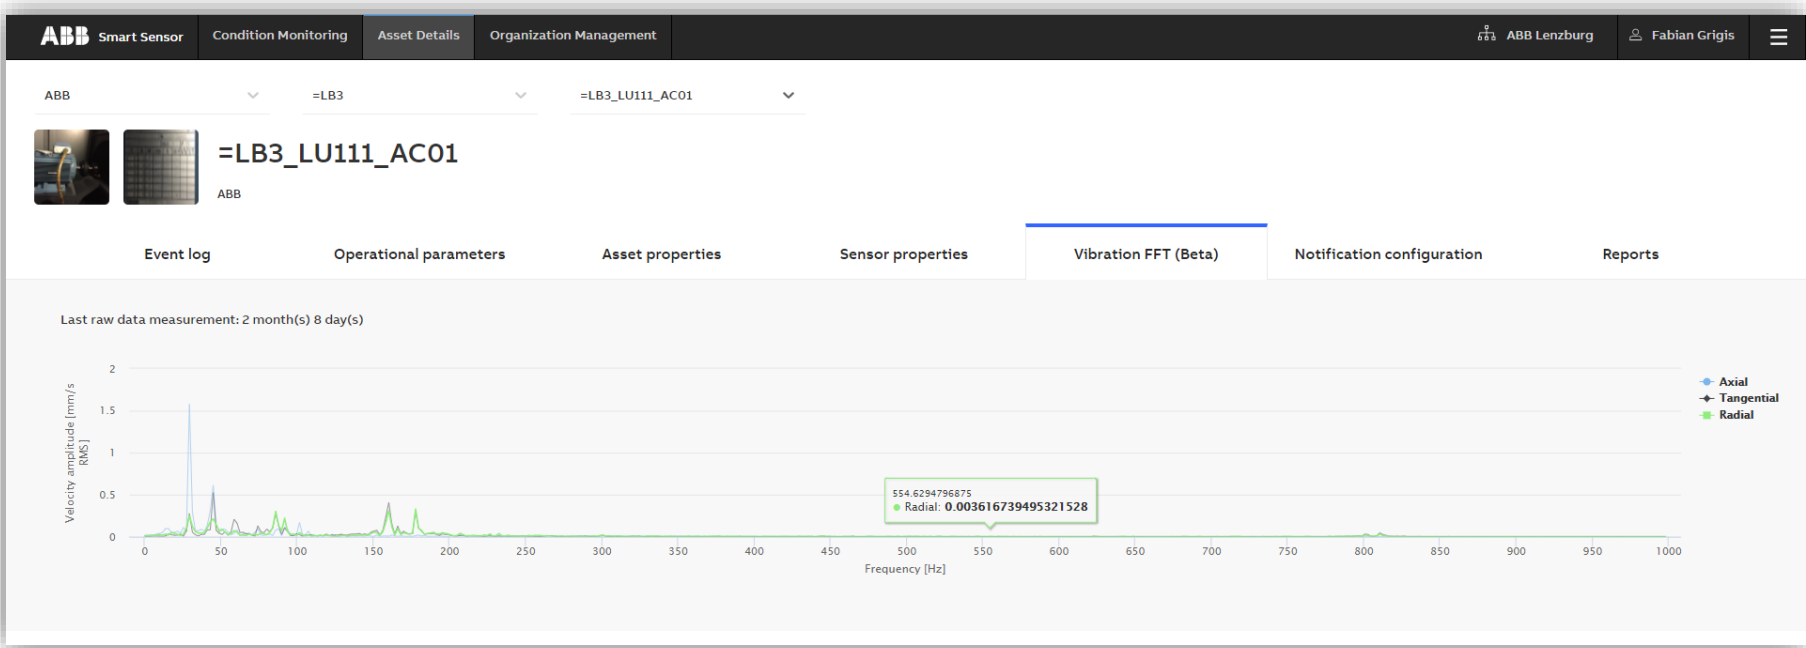 ABB Smart Sensor Condition Monitoring Asset Details Organization Management ABB Lenzburg Fabian Grigis
ABB =LB3 =LB3_LU111_AC01
=LB3_LU111_AC01
ABB
Event log Operational parameters Asset properties Sensor properties Vibration FFT (Beta) Notification configuration Reports
Last raw data measurement: 2 month(s) 8 day(s)
Velocity amplitude [mm/s
RMS]
2
1.5
1
0.5
0
554.6294796875
Radial: 0.003616739495321528
Axial
Tangential
Radial
0 50 100 150 200 250 300 350 400 450 500 550 600 650 700 750 800 850 900 950 1000
Frequency [Hz]